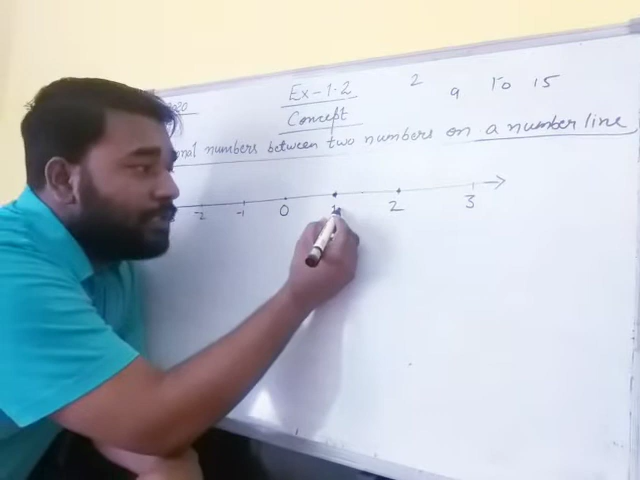 Ex-1.2
2 9 10 to 15
Concept
numbers between two numbers on a number line
-2 -1 0 1 2 3